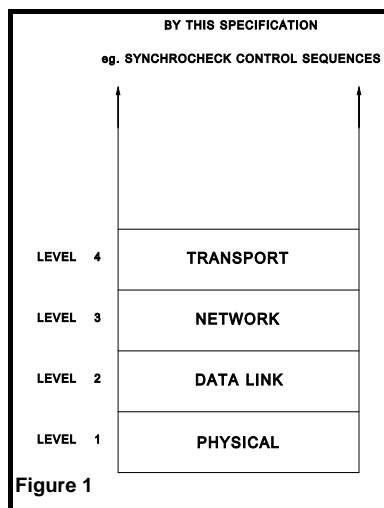 BY THIS SPECIFICATION
eg. SYNCHROCHECK CONTROL SEQUENCES
LEVEL 4 TRANSPORT
LEVEL 3 NETWORK
LEVEL 2 DATA LINK
LEVEL 1 PHYSICAL
Figure 1